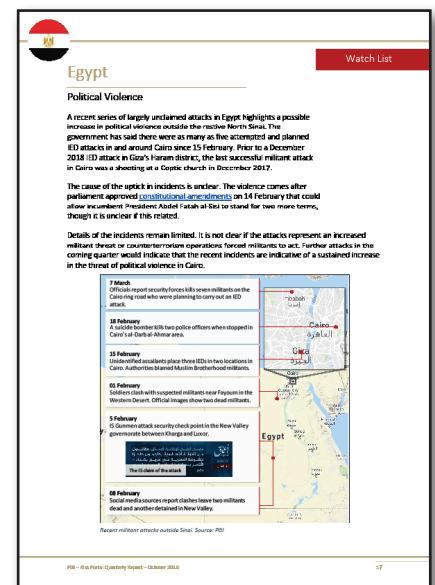 Watch List
Egypt
Political Violence
A recent series of largely unclaimed attacks in Egypt highlights a possible
increase in political violence outside the restive North Sinai. The
government has said there were as many as five attempted and planned
IED attacks in and around Cairo since 15 February. Prior to a December
2018 IED attack in Giza's Haram district, the last successful militant attack
in Cairo was a shooting at a Coptic church in December 2017.
The cause of the uptick in incidents is unclear. The violence comes after
parliament approved constitutional amendments on 14 February that could
allow incumbent President Abdel Fatah al-Sisi to stand for two more terms,
though it is unclear if this related.
Details of the incidents remain limited. It is not clear if the attacks represent an increased
militant threat or counterterrorism operations forced militants to act. Further attacks in the
coming quarter would indicate that the recent incidents are indicative of a sustained increase
in the threat of political violence in Cairo.
7 March
Officials report security forces kills seven militants on the
Cairo ring road who were planning to carry out an IED
attack.
18 February
A suicide bomber kills two police officers when stopped in
Cairo's al-Darb al-Ahmar area.
15 February
Unidentified assailants place three IEDs in two locations in
Cairo. Authorities blamed Muslim Brotherhood militants.
01 February
Soldiers clash with suspected militants near Fayoum in the
Western Desert. Official images show two dead militants.
5 February
IS Gunmen attack security check point in the New Valley
governorate between Kharga and Luxor.
The IS claim of the attack
08 February
Social media sources report clashes leave two militants
dead and another detained in New Valley.
Imbabah
إمبابة
Cairo
القاهرة
Giza
الجيزة
Cairo
Egypt
Recent militant attacks outside Sinai. Source: PGI